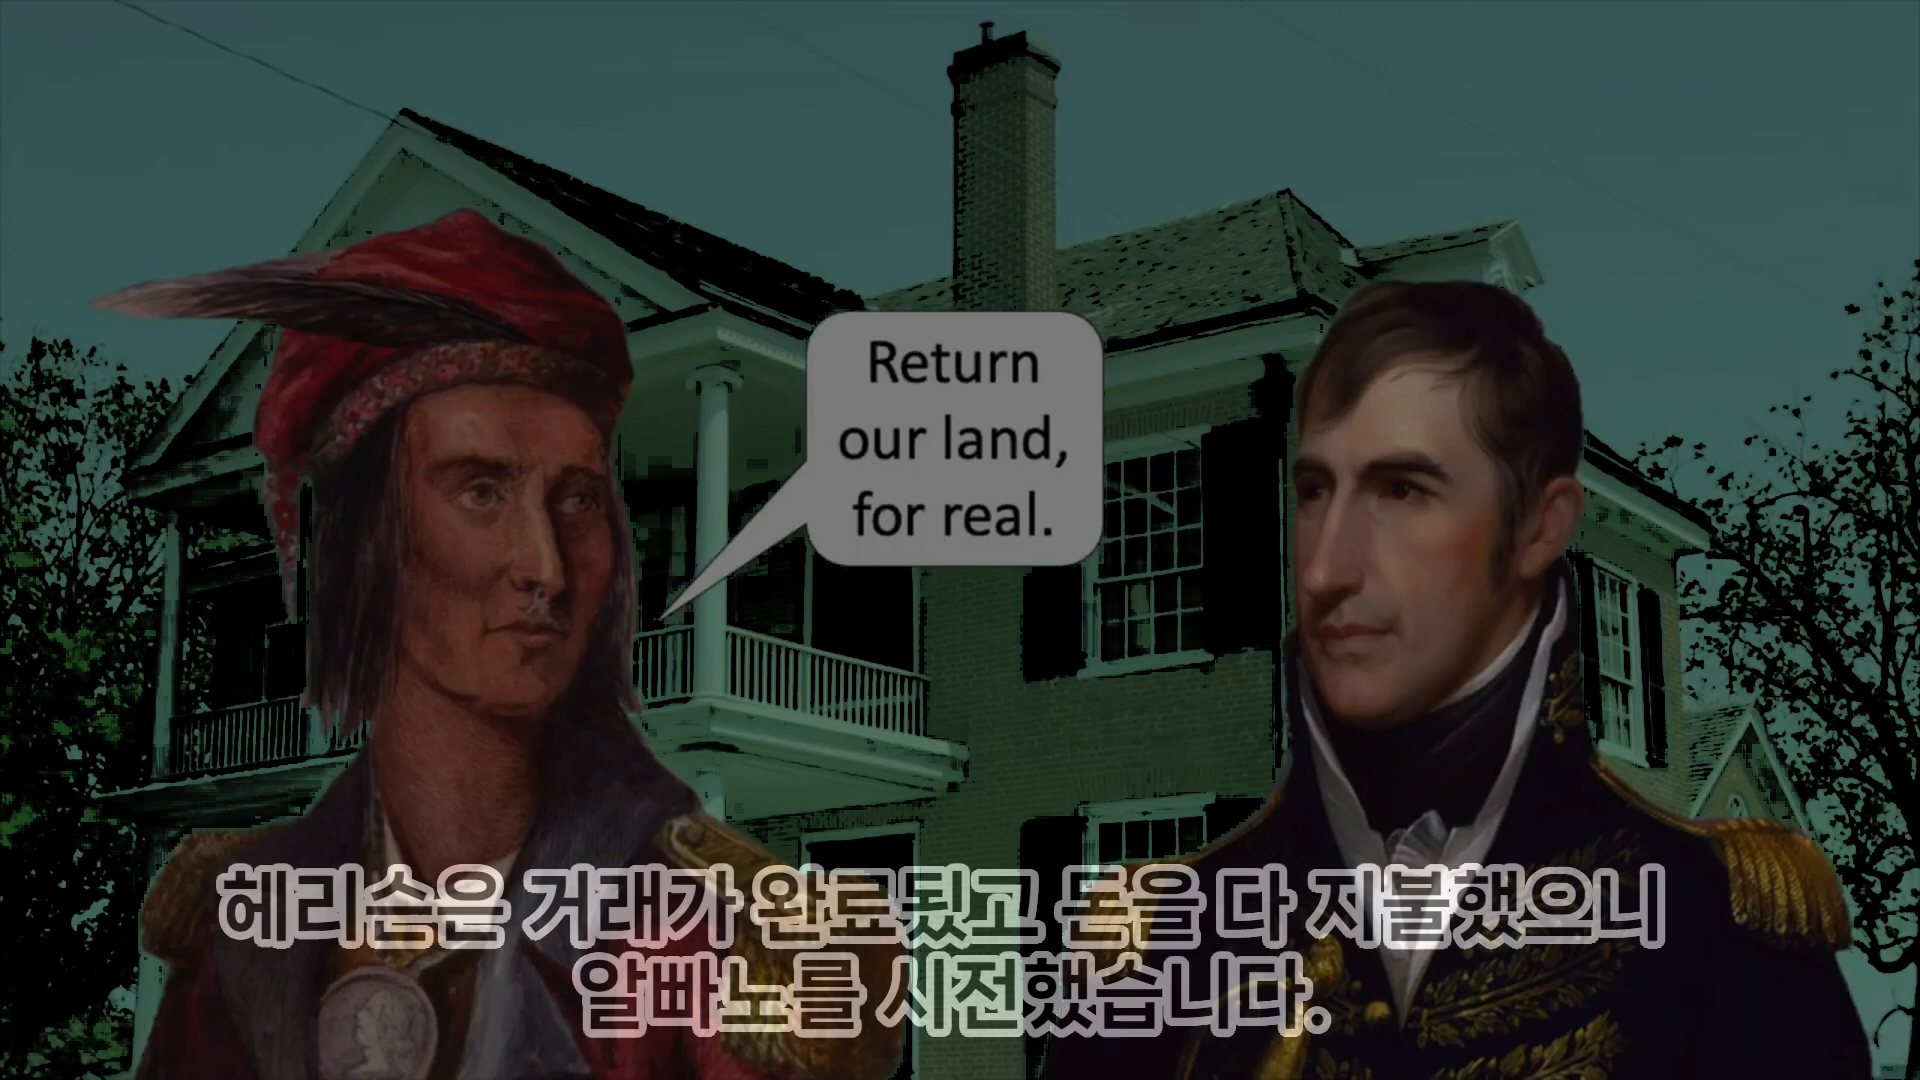 Return
our land,
for real.
헤리슨은 거래가 완료됬고 돈을 다 지불했으니
알빠노를 시전했습니다.